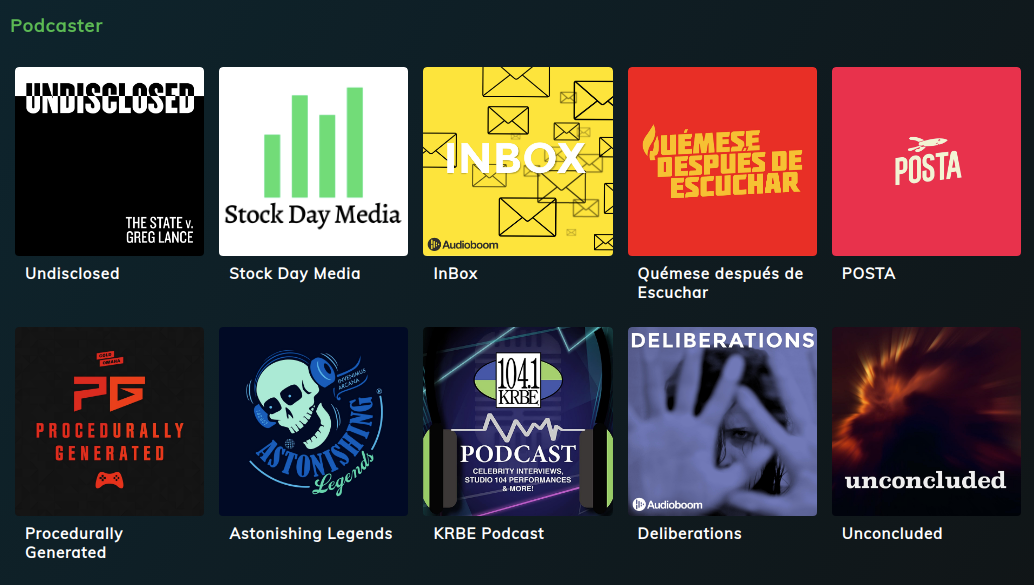 Podcaster
UNDISCLOSED
THE STATE v.
GREG LANCE
Undisclosed
Stock Day Media
Stock Day Media
INBOX
Audioboom
InBox
QUÉMESE
DESPUÉS DE
ESCUCHAR
Quémese después de
Escuchar
POSTA
POSTA
PG
PROCEDURALLY
GENERATED
Procedurally
Generated
INVENIMUS
ARCANA
ASTONISHING
Legends
Astonishing Legends
104.1
KRBE
PODCAST
CELEBRITY INTERVIEWS,
STUDIO 104 PERFORMANCES
& MORE!
KRBE Podcast
DELIBERATIONS
Audioboom
Deliberations
unconcluded
Unconcluded